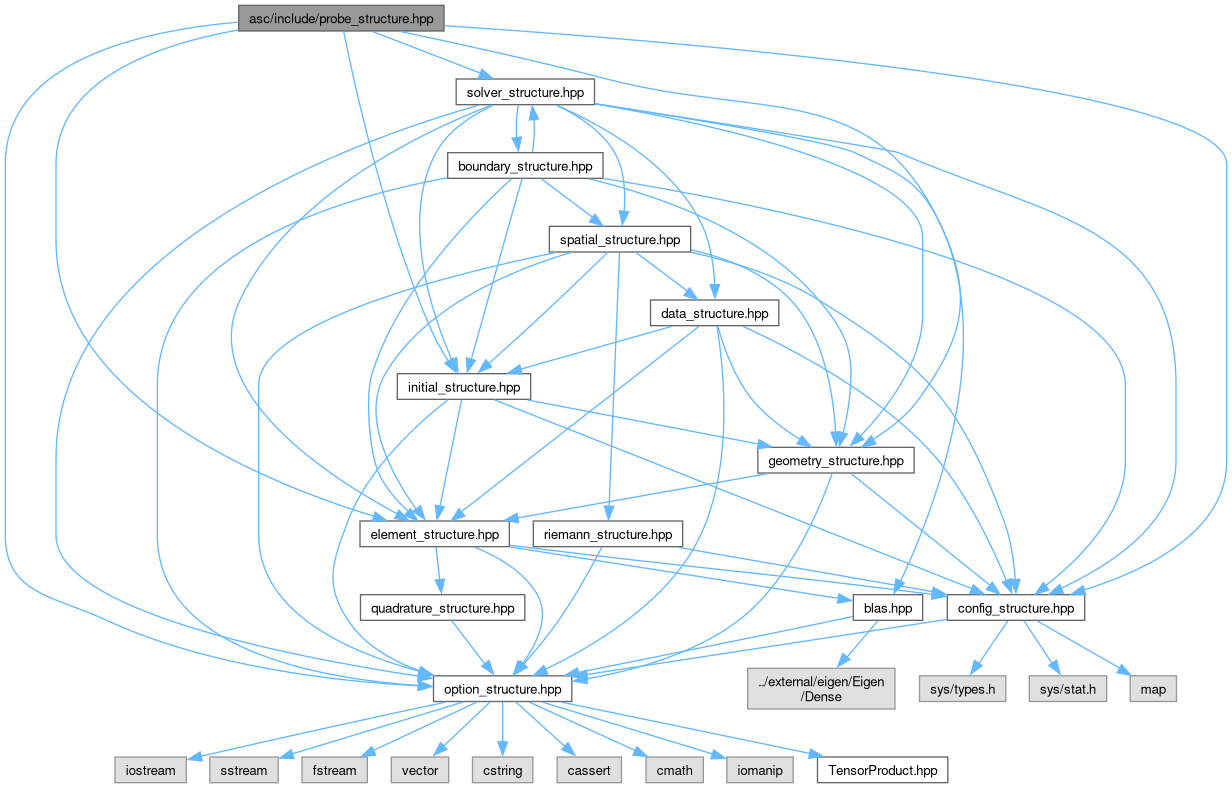 asc/include/probe_structure.hpp
solver_structure.hpp
boundary_structure.hpp
spatial_structure.hpp
data_structure.hpp
initial_structure.hpp
geometry_structure.hpp
element_structure.hpp
riemann_structure.hpp
quadrature_structure.hpp
blas.hpp
config_structure.hpp
option_structure.hpp
../external/eigen/Eigen
/Dense
sys/types.h
sys/stat.h
map
iostream
sstream
fstream
vector
cstring
cassert
cmath
iomanip
TensorProduct.hpp